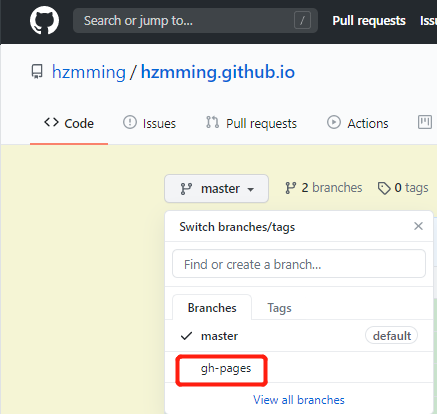 Search or jump to... / Pull requests Issu
hzmming / hzmming.github.io
<> Code Issues Pull requests Actions
master 2 branches 0 tags
Switch branches/tags ×
Find or create a branch...
Branches Tags
✓ master default
gh-pages
View all branches